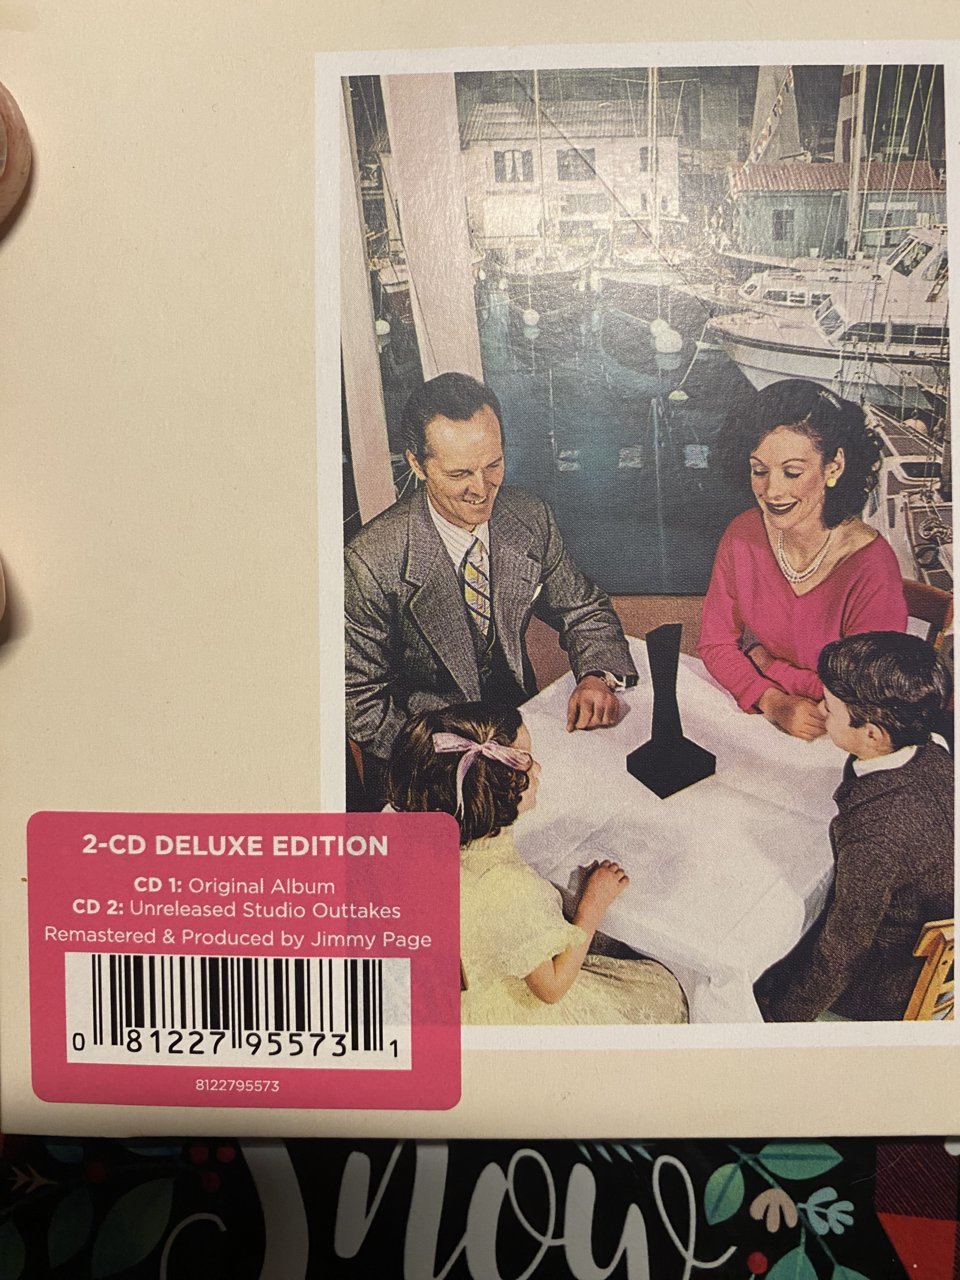 2-CD DELUXE EDITION
CD 1: Original Album
CD 2: Unreleased Studio Outtakes
Remastered & Produced by Jimmy Page
0 81227 95573 1
8122795573
Snow